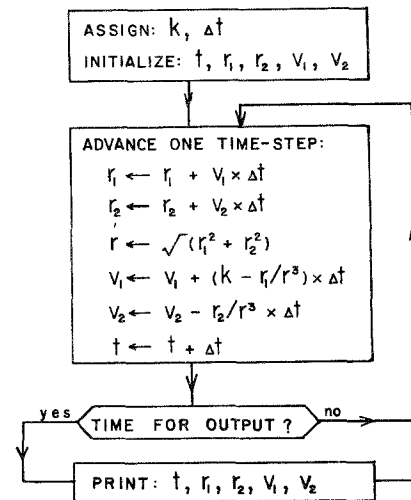 ASSIGN: k, Δt
INITIALIZE: t, r₁, r₂, v₁, v₂
ADVANCE ONE TIME-STEP:
r₁ ← r₁ + v₁ × Δt
r₂ ← r₂ + v₂ × Δt
r ← √(r₁² + r₂²)
v₁ ← v₁ + (k - r₁/r³) × Δt
v₂ ← v₂ - r₂/r³ × Δt
t ← t + Δt
yes TIME FOR OUTPUT? no
PRINT: t, r₁, r₂, v₁, v₂